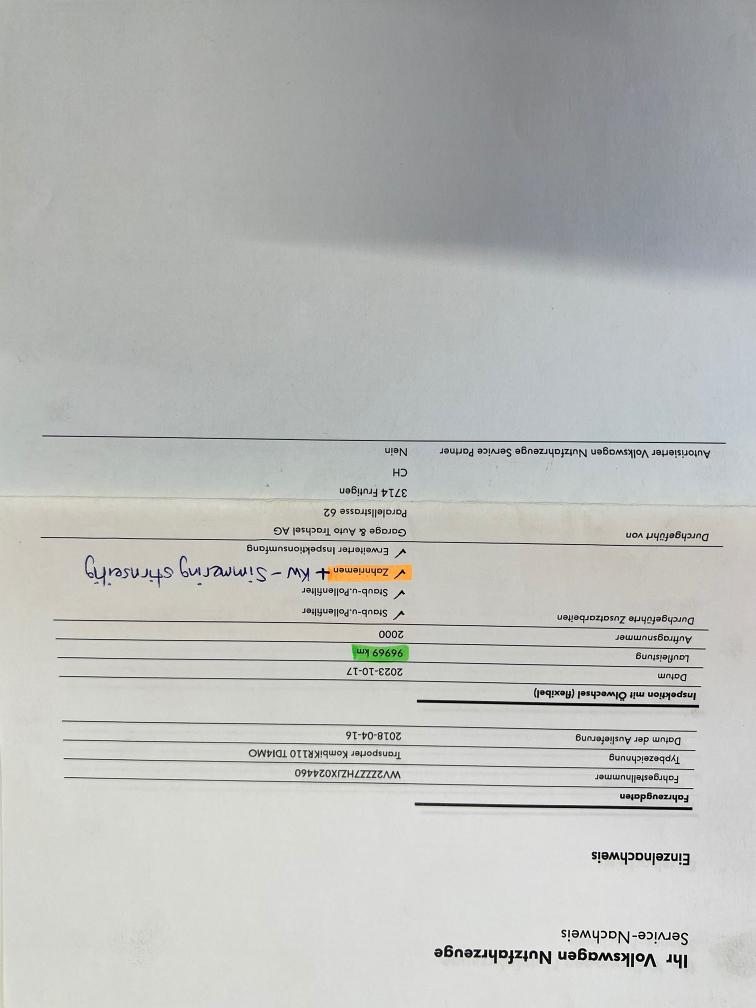 Ihr Volkswagen Nutzfahrzeuge
Service-Nachweis
Einzelnachweis
Fahrzeugdaten
Fahrgestellnummer WV2ZZZ7HZJX024460
Typbezeichnung Transporter KombiKR110 TDI4MO
Datum der Auslieferung 2018-04-16
Inspektion mit Ölwechsel (flexibel)
Datum 2023-10-17
Laufleistung 96969 km
Auftragsnummer 2000
Durchgeführte Zusatzarbeiten ✓ Staub-u.Pollenfilter
✓ Staub-u.Pollenfilter
✓ Zahnriemen + KW-Simmering stirnseitig
✓ Erweiterter Inspektionsumfang
Durchgeführt von Garage & Auto Trachsel AG
Paralellstrasse 62
3714 Frutigen
CH
Autorisierter Volkswagen Nutzfahrzeuge Service Partner Nein